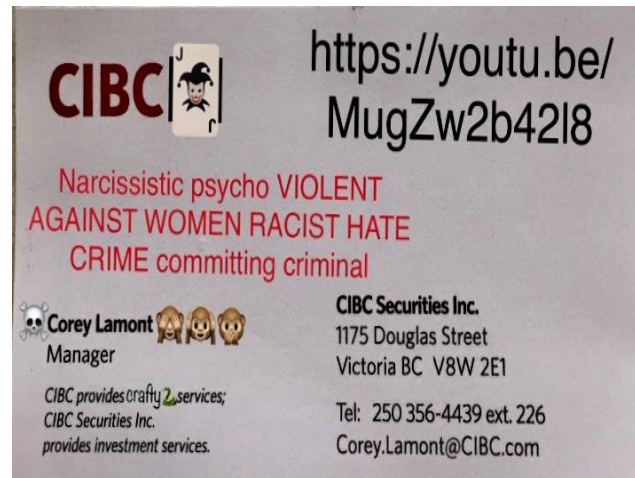 CIBC
J
J
https://youtu.be/
MugZw2b42l8
Narcissistic psycho VIOLENT
AGAINST WOMEN RACIST HATE
CRIME committing criminal
Corey Lamont
Manager
CIBC provides crafty services;
CIBC Securities Inc.
provides investment services.
CIBC Securities Inc.
1175 Douglas Street
Victoria BC V8W 2E1
Tel: 250 356-4439 ext. 226
Corey.Lamont@CIBC.com